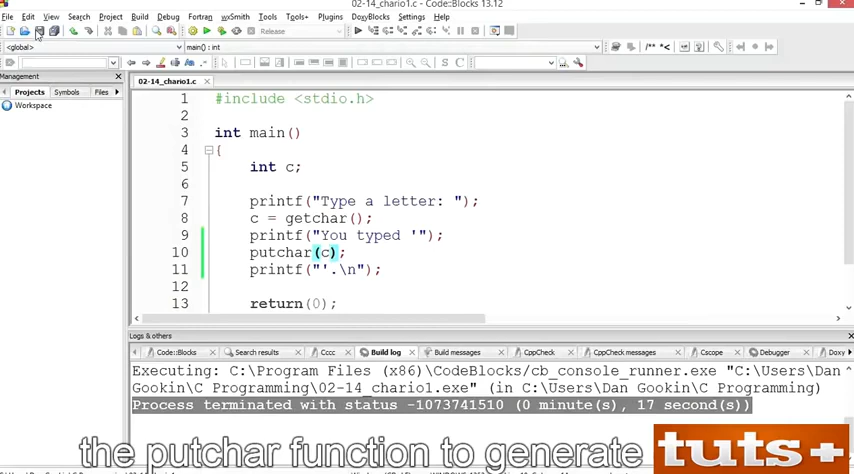 02-14_chario1.c - Code::Blocks 13.12
File Edit View Search Project Build Debug Fortran wxSmith Tools Tools+ Plugins DoxyBlocks Settings Help
Release
<global> main() : int
/** *<
S C
Management
Projects Symbols Files
Workspace
02-14_chario1.c
1 #include <stdio.h>
2
3 int main()
4 {
5 int c;
6
7 printf("Type a letter: ");
8 c = getchar();
9 printf("You typed '");
10 putchar(c);
11 printf("'.\n");
12
13 return(0);
Logs & others
Code::Blocks Search results Cccc Build log Build messages CppCheck CppCheck messages Cscope Debugger Doxy
Executing: C:\Program Files (x86)\CodeBlocks/cb_console_runner.exe "C:\Users\Dan
Gookin\C Programming\02-14_chario1.exe" (in C:\Users\Dan Gookin\C Programming)
Process terminated with status -1073741510 (0 minute(s), 17 second(s))
the putchar function to generate
tuts+